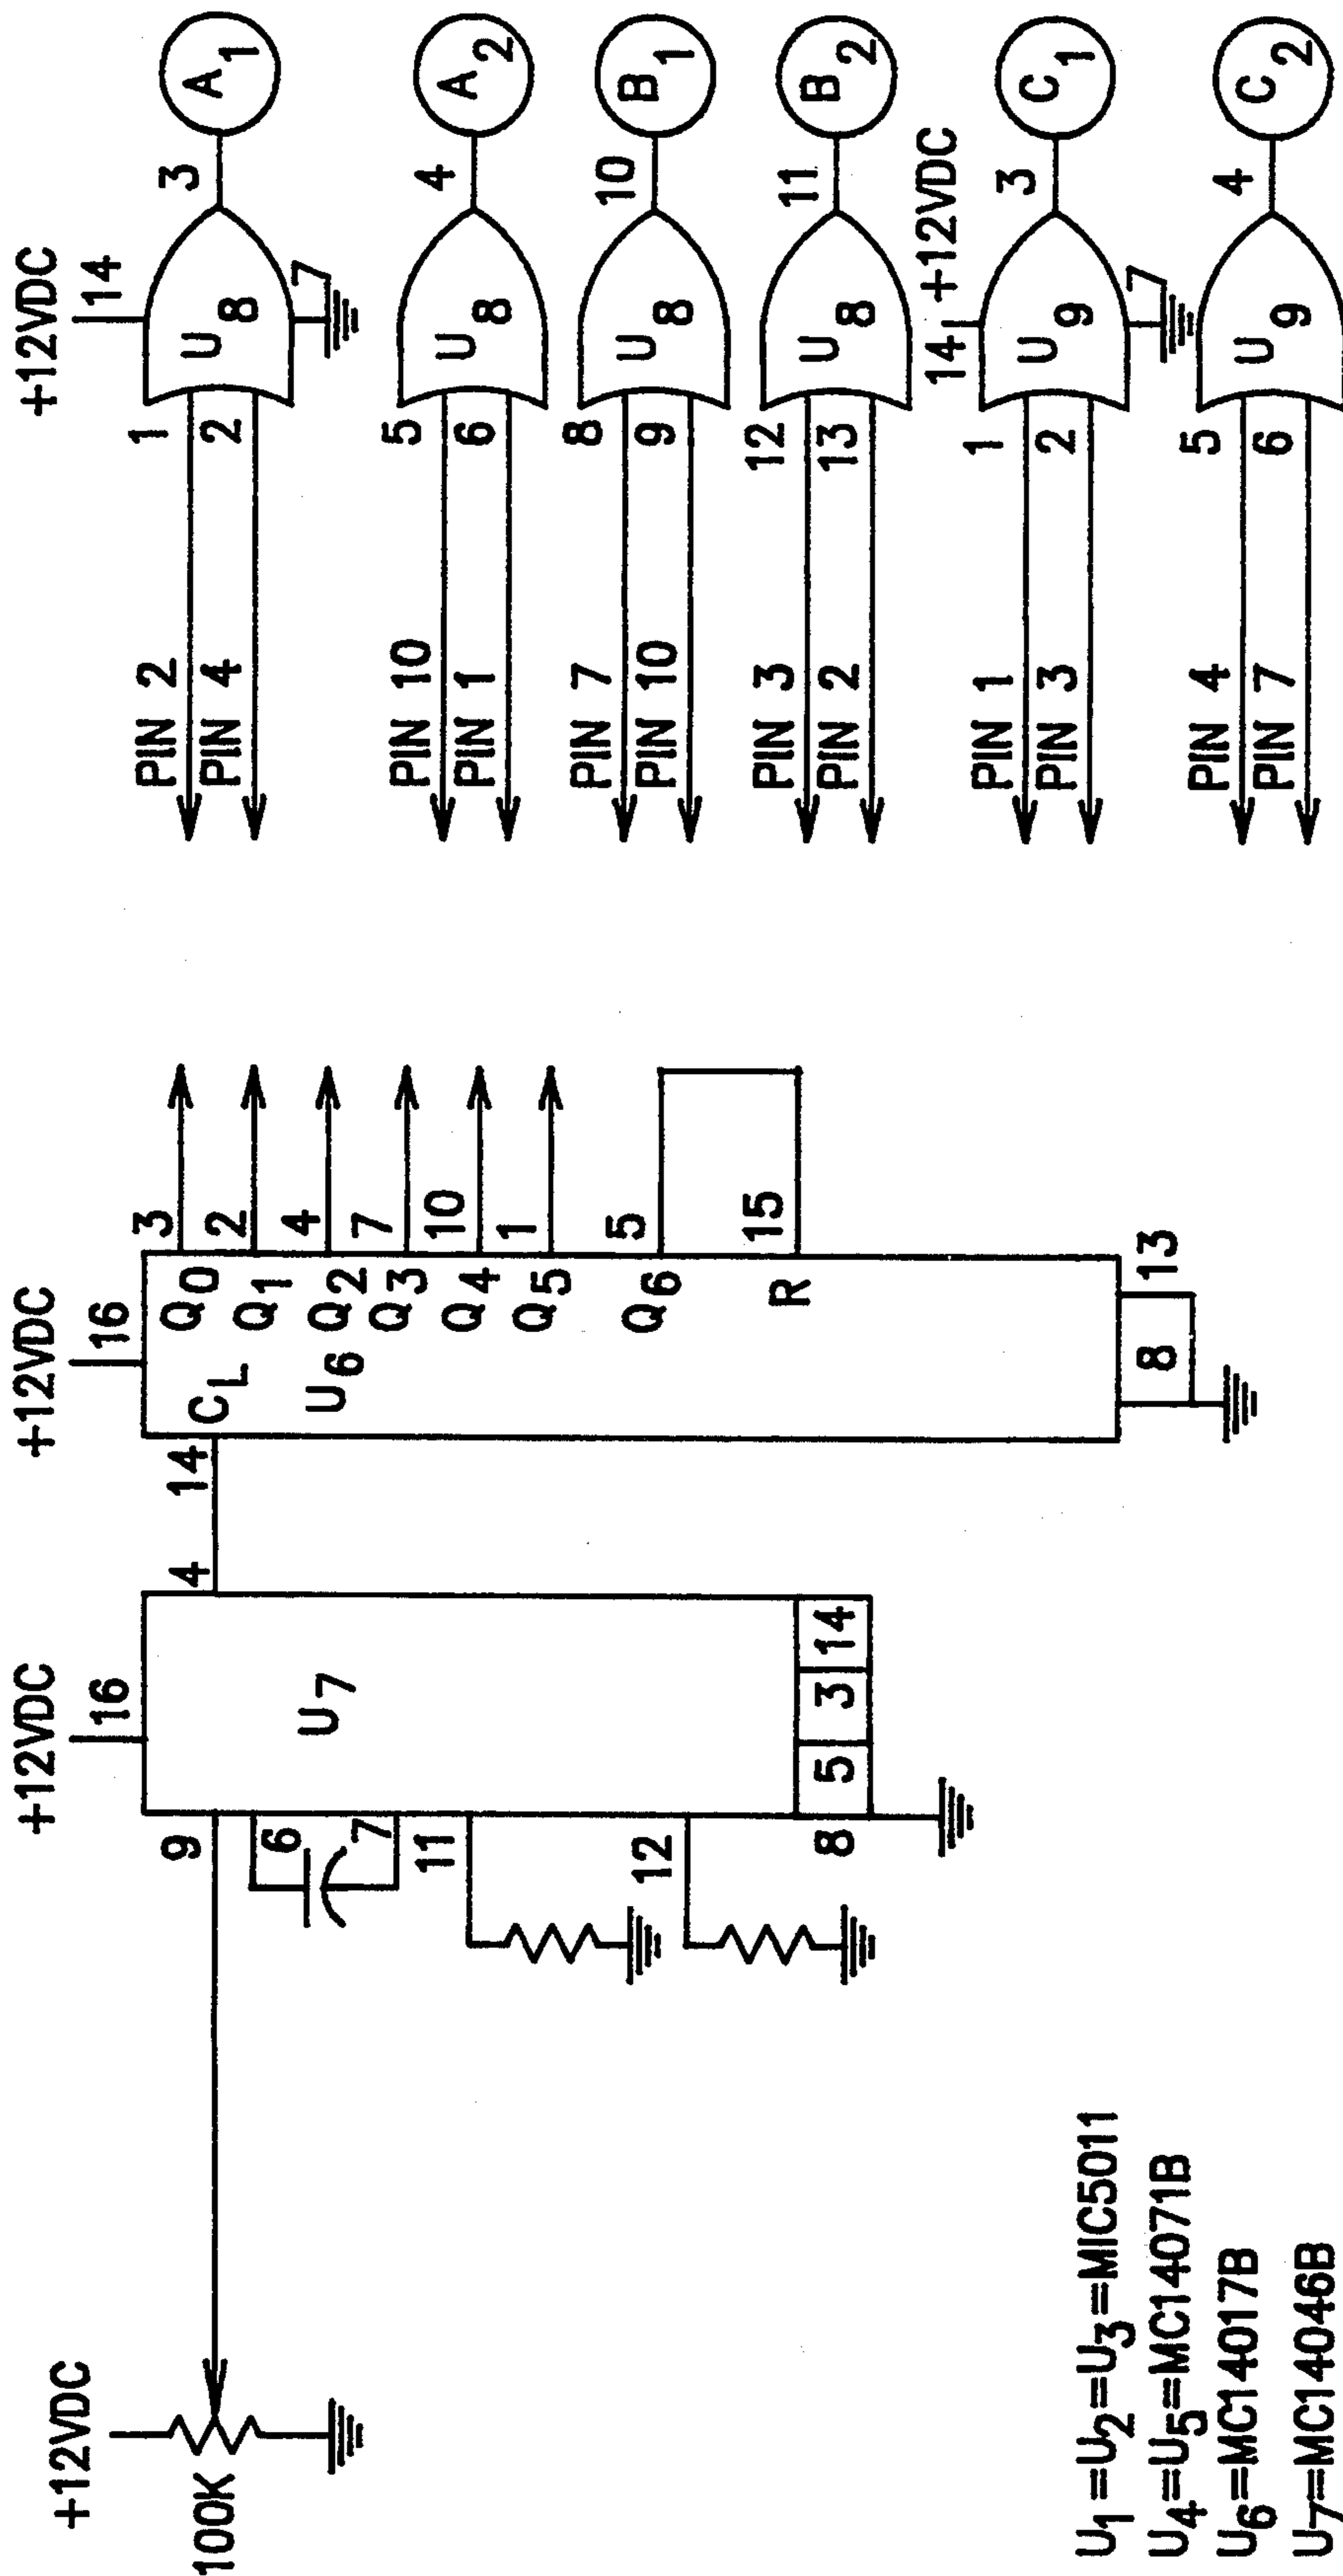 +12VDC
100K
+12VDC
16
U7
9
6
7
11
12
8
5
3
14
4
+12VDC
16
14
CL
U6
Q0
3
Q1
2
Q2
4
Q3
7
Q4
10
Q5
1
Q6
5
R
15
8
13
+12VDC
14
PIN 2
PIN 4
1
2
U8
7
3
A1
PIN 10
PIN 1
5
6
U8
4
A2
PIN 7
PIN 10
8
9
U8
10
B1
PIN 3
PIN 2
12
13
U8
11
B2
14
+12VDC
PIN 1
PIN 3
1
2
U9
7
3
C1
PIN 4
PIN 7
5
6
U9
4
C2
U1=U2=U3=MIC5011
U4=U5=MC14071B
U6=MC14017B
U7=MC14046B